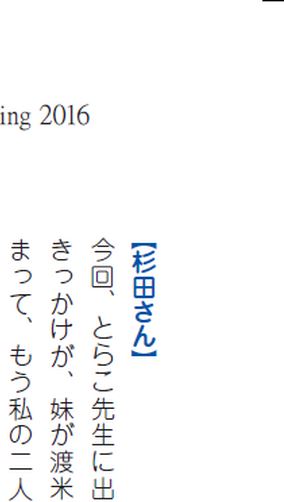 ing 2016
【杉田さん】
今回、とらこ先生に出
きっかけが、妹が渡米
まって、もう私の二人